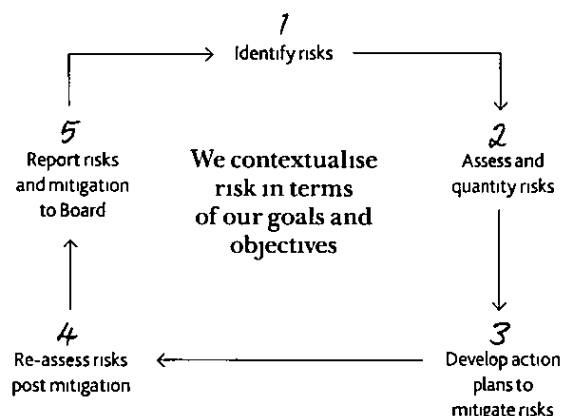 1
Identify risks
2
Assess and
quantity risks
3
Develop action
plans to
mitigate risks
4
Re-assess risks
post mitigation
5
Report risks
and mitigation
to Board
We contextualise
risk in terms
of our goals and
objectives